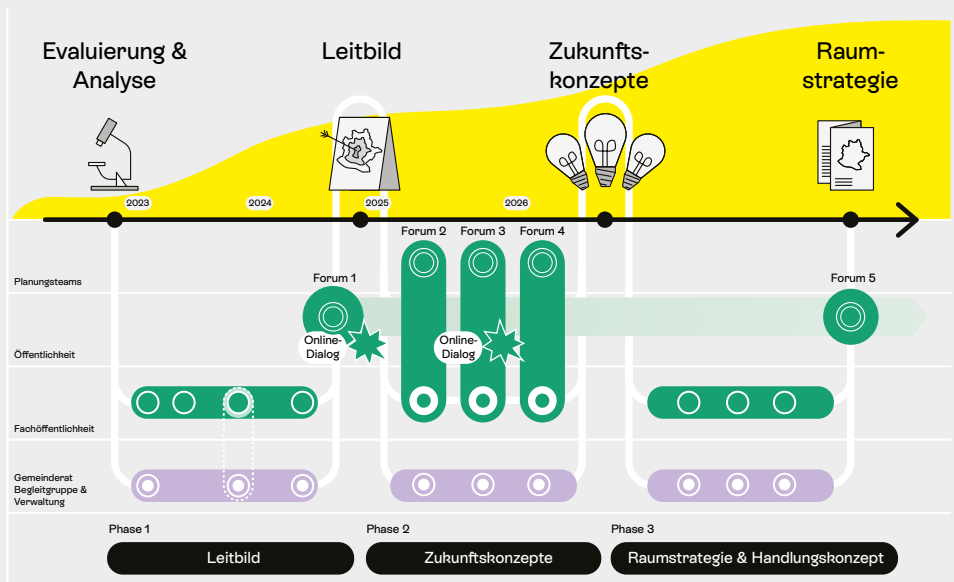 Evaluierung &
Analyse
Leitbild
Zukunfts-
konzepte
Raum-
strategie
2023
2024
2025
2026
Forum 2
Forum 3
Forum 4
Planungsteams
Forum 1
Forum 5
Online-
Dialog
Online-
Dialog
Öffentlichkeit
Fachöffentlichkeit
Gemeinderat
Begleitgruppe &
Verwaltung
Phase 1
Phase 2
Phase 3
Leitbild
Zukunftskonzepte
Raumstrategie & Handlungskonzept